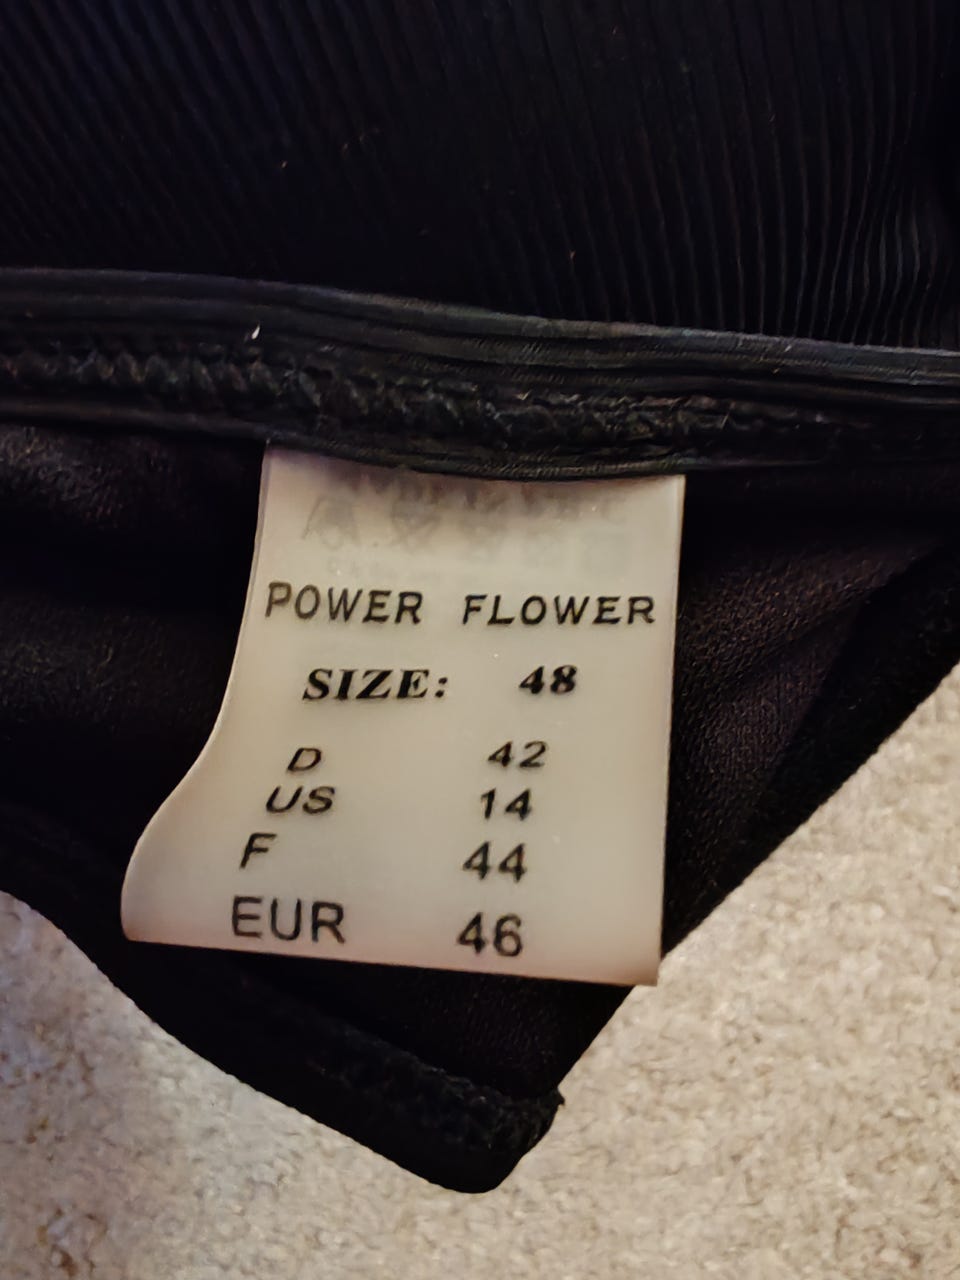 POWER FLOWER
SIZE: 48
D 42
US 14
F 44
EUR 46